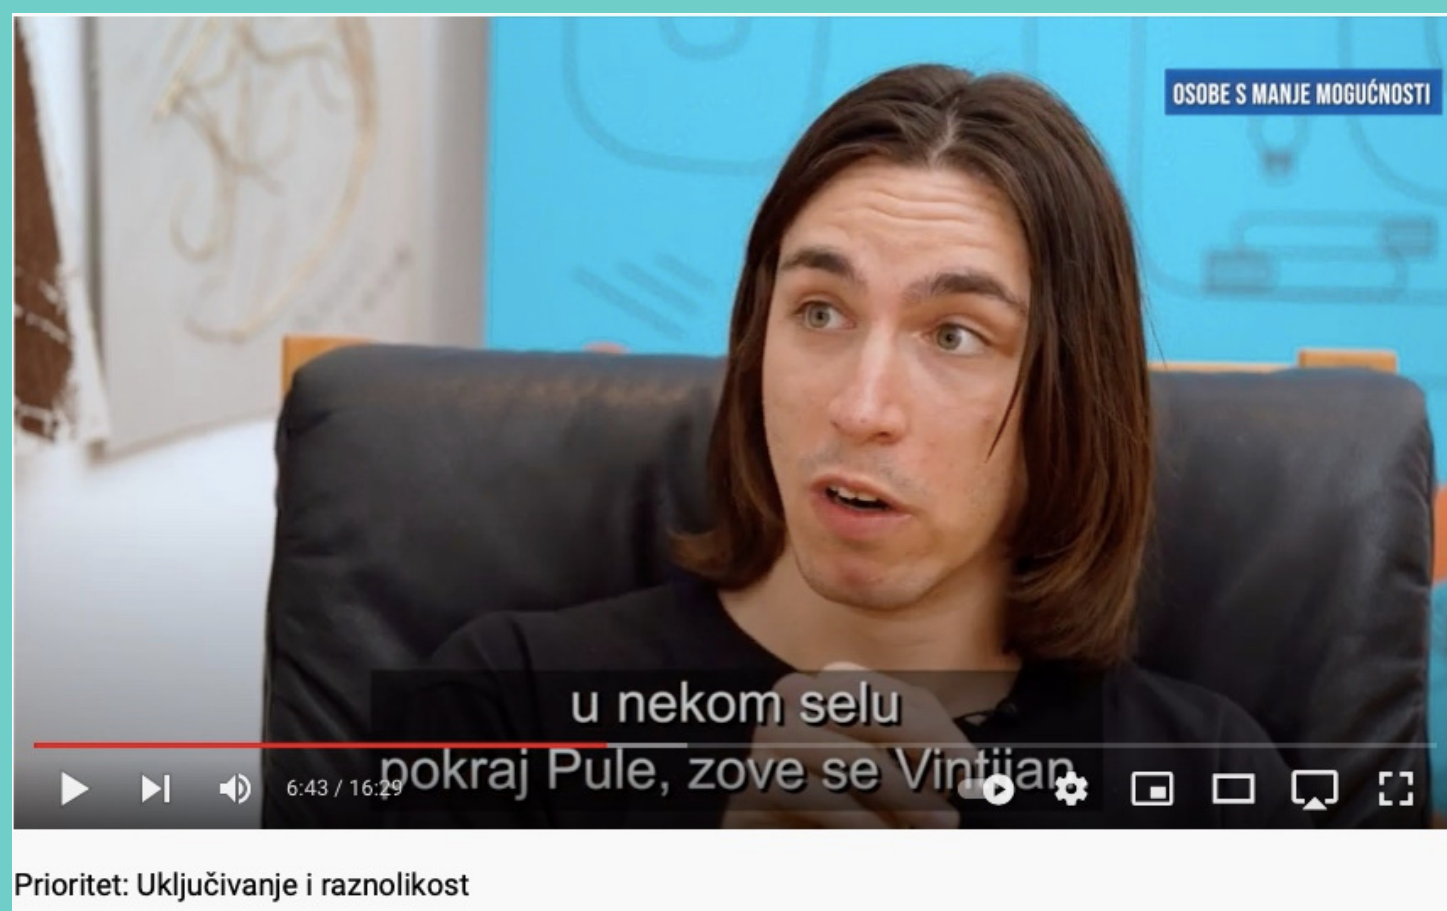 OSOBE S MANJE MOGUĆNOSTI
u nekom selu
pokraj Pule, zove se Vintijan
6:43 / 16:29
Prioritet: Uključivanje i raznolikost